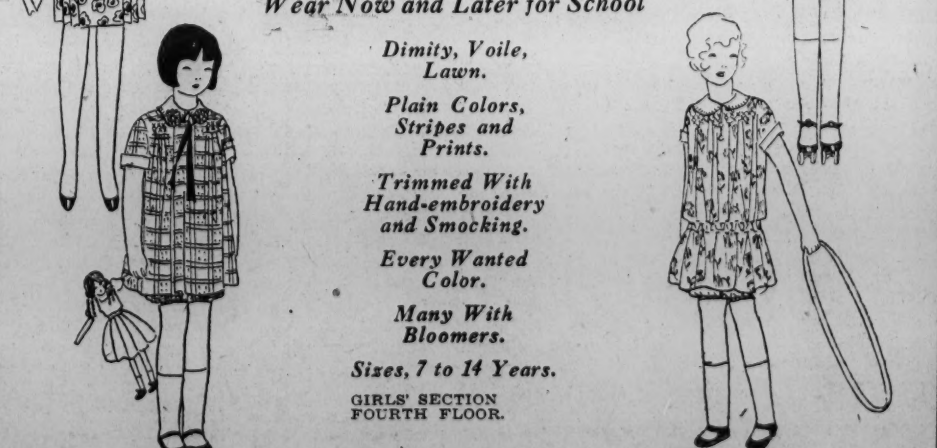 Wear Now and Later for School
Dimity, Voile,
Lawn.
Plain Colors,
Stripes and
Prints.
Trimmed With
Hand-embroidery
and Smocking.
Every Wanted
Color.
Many With
Bloomers.
Sizes, 7 to 14 Years.
GIRLS' SECTION
FOURTH FLOOR.